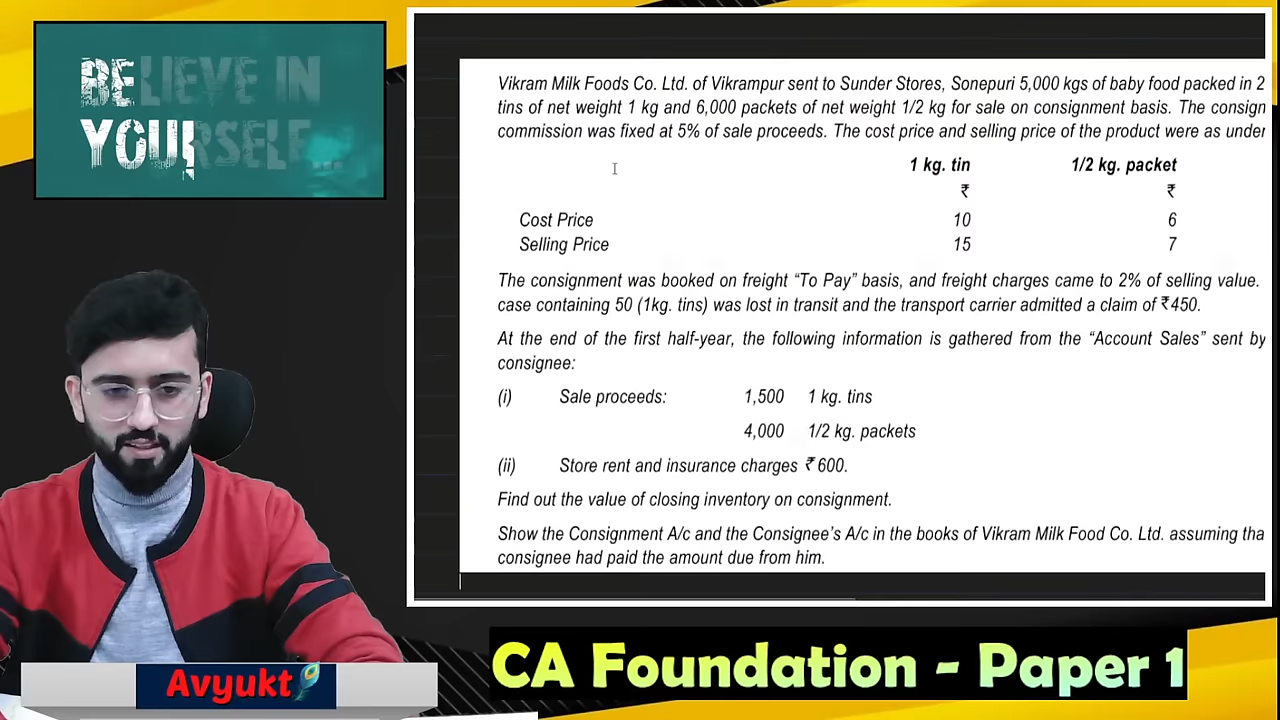 BELIEVE IN
YOURSELF...
Vikram Milk Foods Co. Ltd. of Vikrampur sent to Sunder Stores, Sonepuri 5,000 kgs of baby food packed in 2
tins of net weight 1 kg and 6,000 packets of net weight 1/2 kg for sale on consignment basis. The consign
commission was fixed at 5% of sale proceeds. The cost price and selling price of the product were as under
1 kg. tin 1/2 kg. packet
₹ ₹
Cost Price 10 6
Selling Price 15 7
The consignment was booked on freight “To Pay” basis, and freight charges came to 2% of selling value.
case containing 50 (1kg. tins) was lost in transit and the transport carrier admitted a claim of ₹450.
At the end of the first half-year, the following information is gathered from the “Account Sales” sent by
consignee:
(i) Sale proceeds: 1,500 1 kg. tins
4,000 1/2 kg. packets
(ii) Store rent and insurance charges ₹600.
Find out the value of closing inventory on consignment.
Show the Consignment A/c and the Consignee’s A/c in the books of Vikram Milk Food Co. Ltd. assuming tha
consignee had paid the amount due from him.
Avyukt
CA Foundation - Paper 1